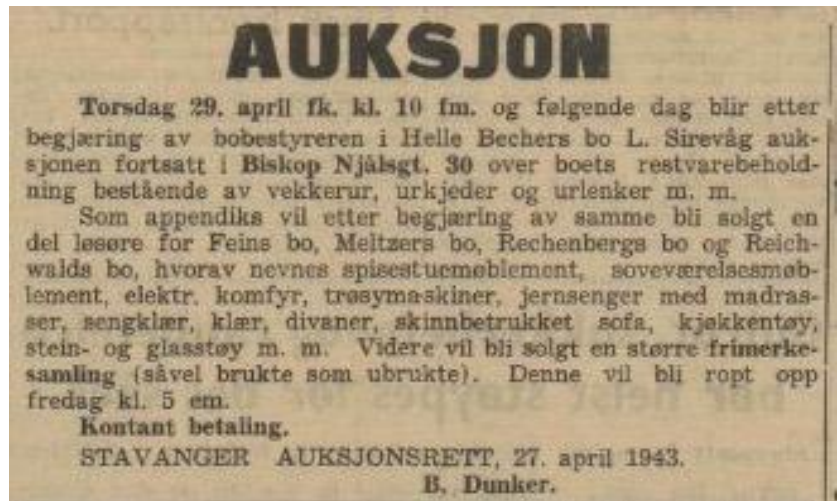 AUKSJON
Torsdag 29. april fk. kl. 10 fm. og følgende dag blir etter
begjæring av bobestyreren i Helle Bechers bo L. Sirevåg auk-
sjonen fortsatt i Biskop Njålsgt. 30 over boets restvarebehold-
ning bestående av vekkerur, urkjeder og urlenker m. m.
Som appendiks vil etter begjæring av samme bli solgt en
del løsøre for Feins bo, Meltzers bo, Rechenbergs bo og Reich-
walds bo, hvorav nevnes spisestuemøblement, soveværelsesmøb-
lement, elektr. komfyr, trøsymaskiner, jernsenger med madras-
ser, sengklær, klær, divaner, skinnbetrukket sofa, kjøkkentøy,
stein- og glasstøy m. m. Videre vil bli solgt en større frimerke-
samling (såvel brukte som ubrukte). Denne vil bli ropt opp
fredag kl. 5 em.
Kontant betaling.
STAVANGER AUKSJONSRETT, 27. april 1943.
B. Dunker.